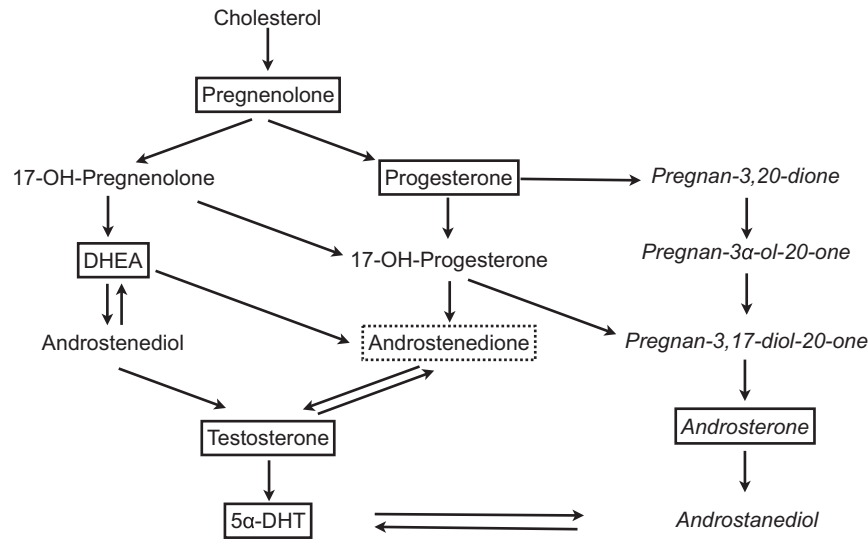 Cholesterol
Pregnenolone
17-OH-Pregnenolone
Progesterone
Pregnan-3,20-dione
DHEA
17-OH-Progesterone
Pregnan-3α-ol-20-one
Androstenediol
Androstenedione
Pregnan-3,17-diol-20-one
Testosterone
Androsterone
5α-DHT
Androstanediol